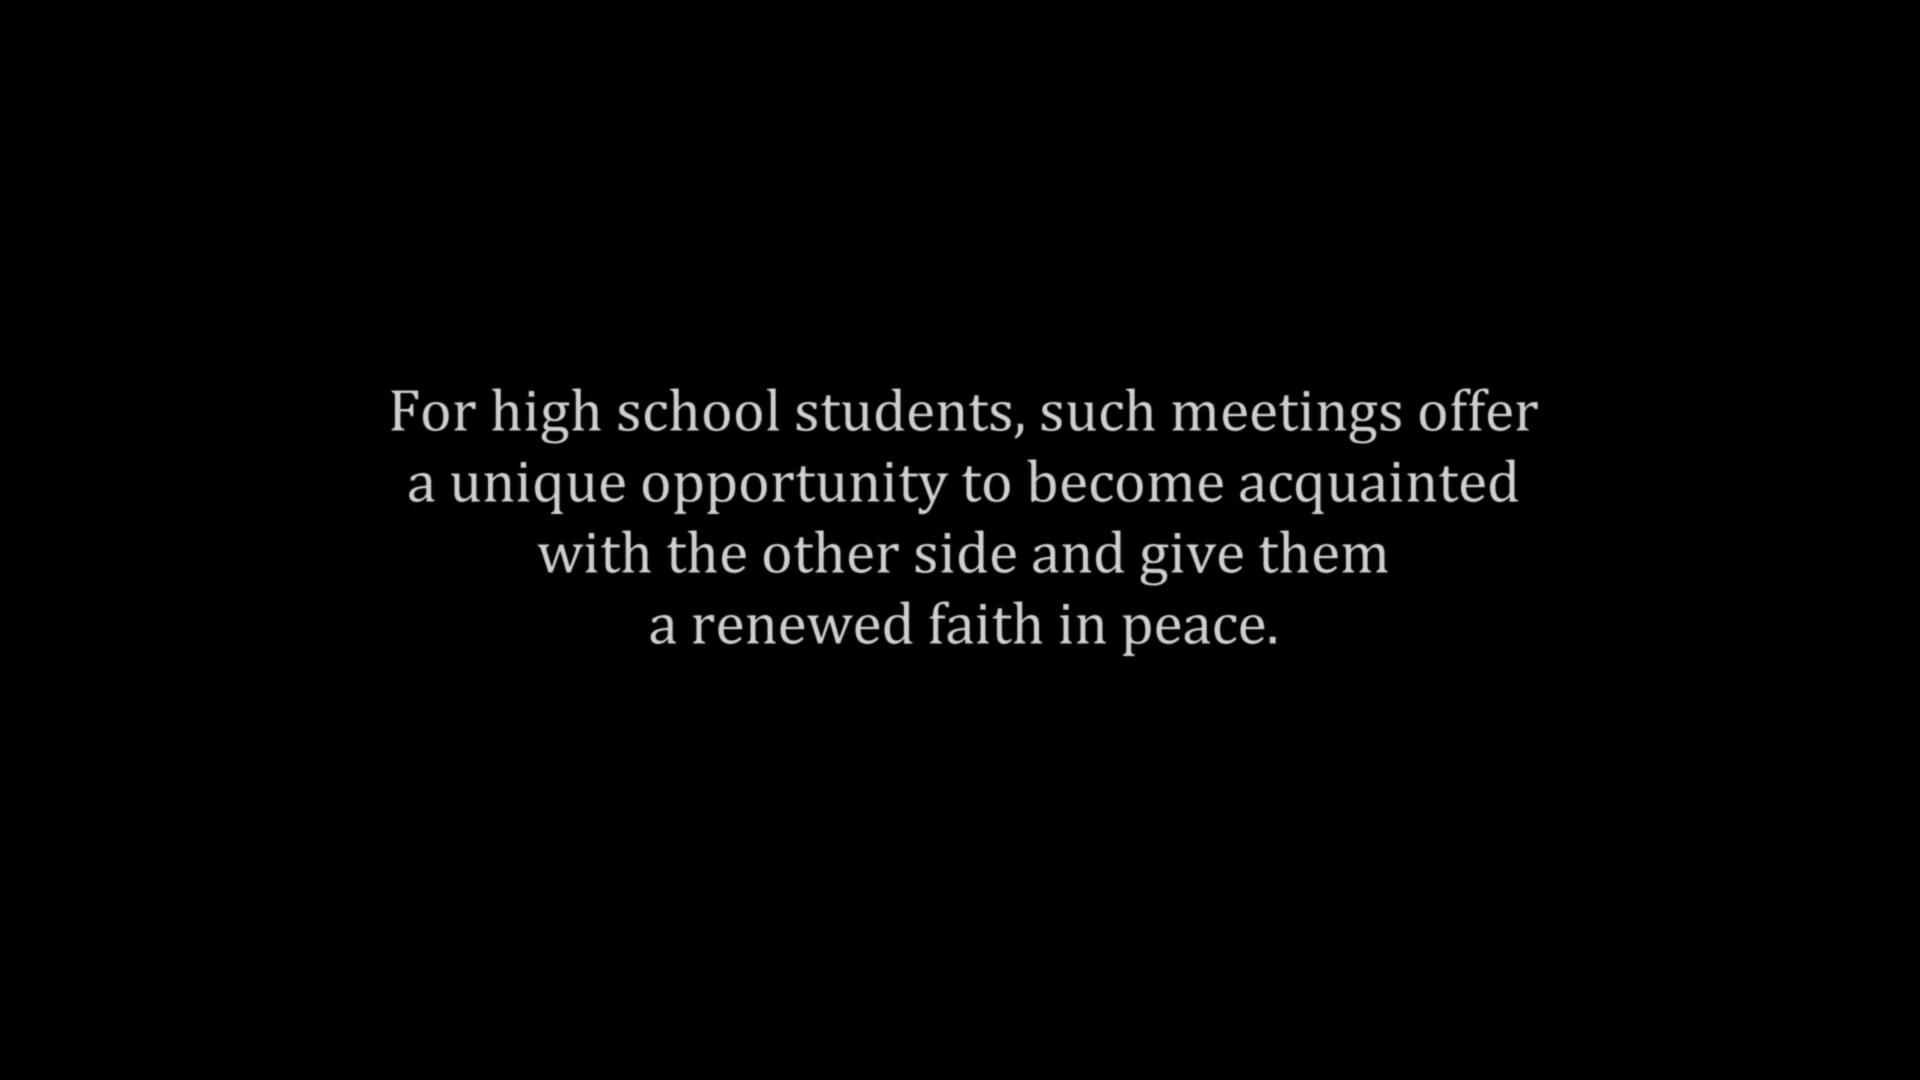 For high school students, such meetings offer
a unique opportunity to become acquainted
with the other side and give them
a renewed faith in peace.